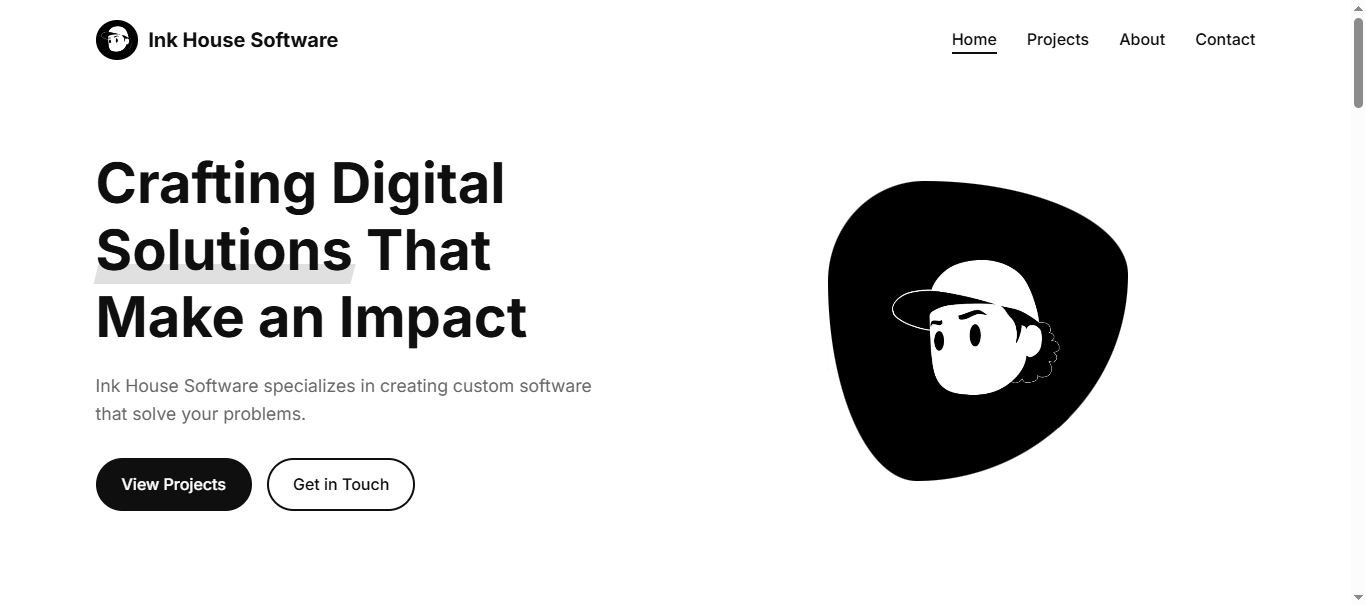 Ink House Software
Home Projects About Contact
Crafting Digital
Solutions That
Make an Impact
Ink House Software specializes in creating custom software
that solve your problems.
View Projects Get in Touch